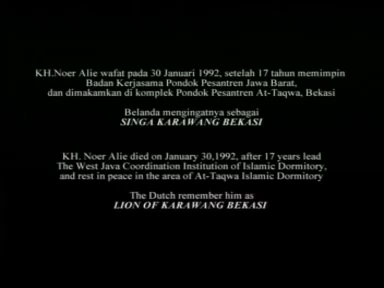 KH.Noer Alie wafat pada 30 Januari 1992, setelah 17 tahun memimpin
Badan Kerjasama Pondok Pesantren Jawa Barat,
dan dimakamkan di komplek Pondok Pesantren At-Taqwa, Bekasi
Belanda mengingatnya sebagai
SINGA KARAWANG BEKASI
KH. Noer Alie died on January 30,1992, after 17 years lead
The West Java Coordination Institution of Islamic Dormitory,
and rest in peace in the area of At-Taqwa Islamic Dormitory
The Dutch remember him as
LION OF KARAWANG BEKASI